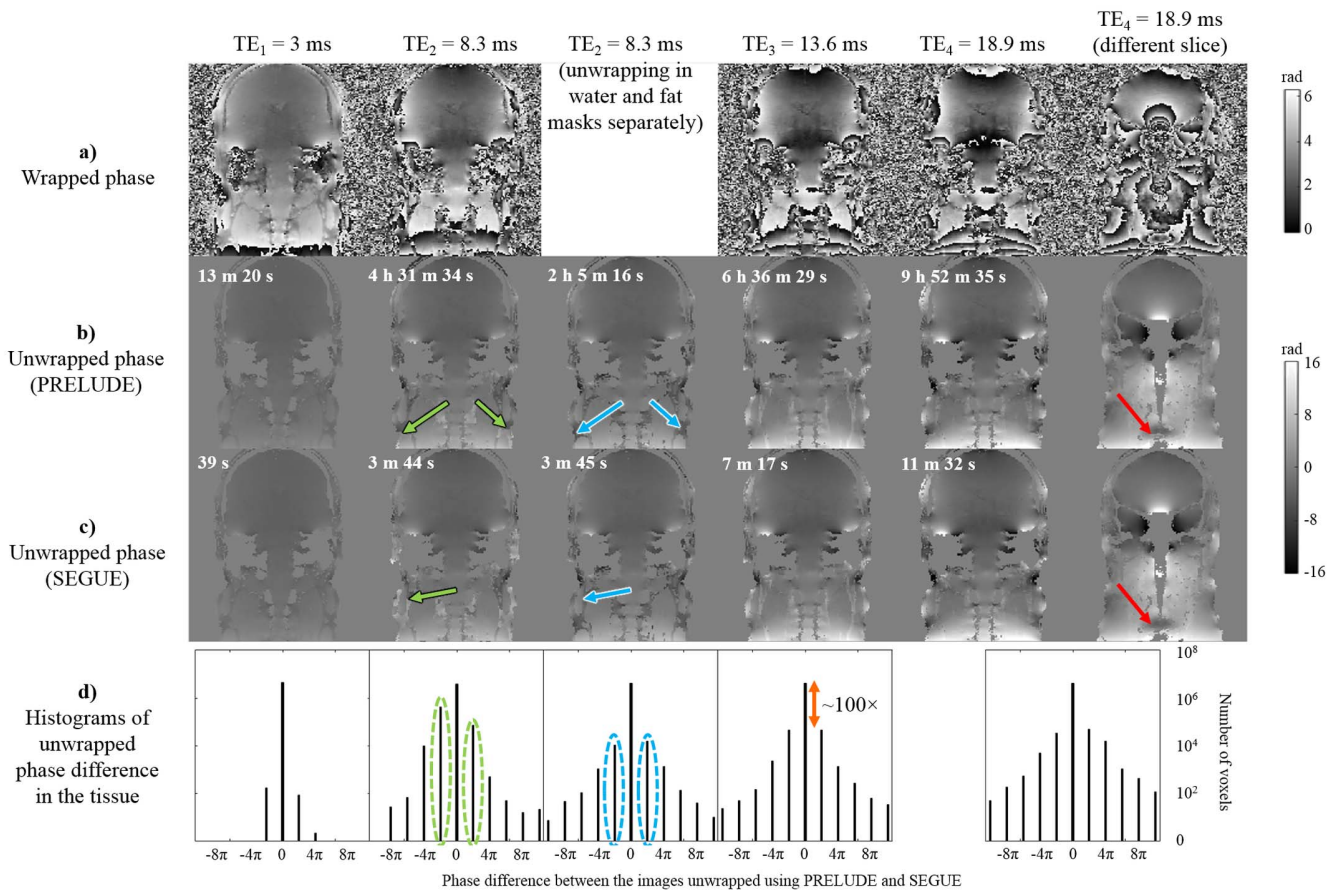 TE₁ = 3 ms
TE₂ = 8.3 ms
TE₂ = 8.3 ms
(unwrapping in
water and fat
masks separately)
TE₃ = 13.6 ms
TE₄ = 18.9 ms
TE₄ = 18.9 ms
(different slice)
a)
Wrapped phase
rad
6
4
2
0
b)
Unwrapped phase
(PRELUDE)
13 m 20 s
4 h 31 m 34 s
2 h 5 m 16 s
6 h 36 m 29 s
9 h 52 m 35 s
rad
16
8
0
-8
-16
c)
Unwrapped phase
(SEGUE)
39 s
3 m 44 s
3 m 45 s
7 m 17 s
11 m 32 s
d)
Histograms of
unwrapped
phase difference
in the tissue
~100×
10⁸
10⁶
10⁴
10²
0
Number of voxels
-8π -4π 0 4π 8π
-8π -4π 0 4π 8π
-8π -4π 0 4π 8π
-8π -4π 0 4π 8π
-8π -4π 0 4π 8π
Phase difference between the images unwrapped using PRELUDE and SEGUE